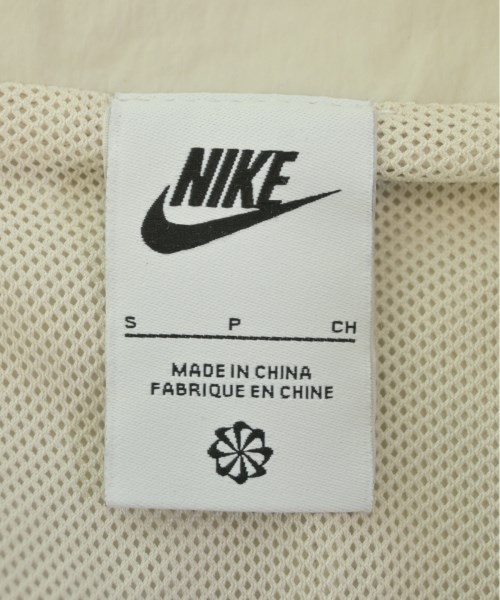 NIKE
S P CH
MADE IN CHINA
FABRIQUE EN CHINE